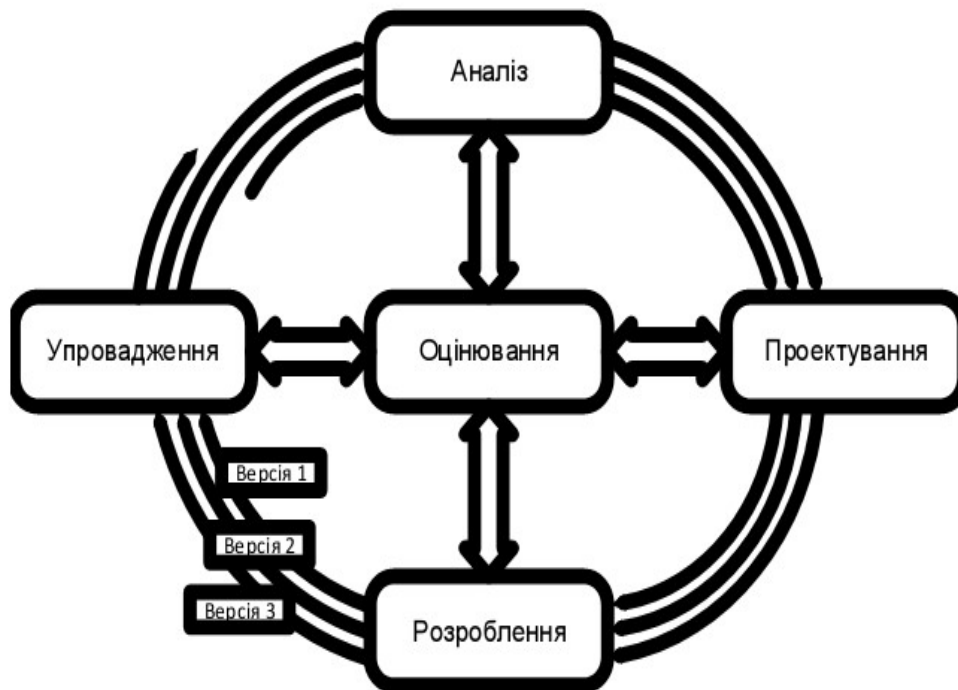 Аналіз
Упровадження
Оцінювання
Проектування
Версія 1
Версія 2
Версія 3
Розроблення